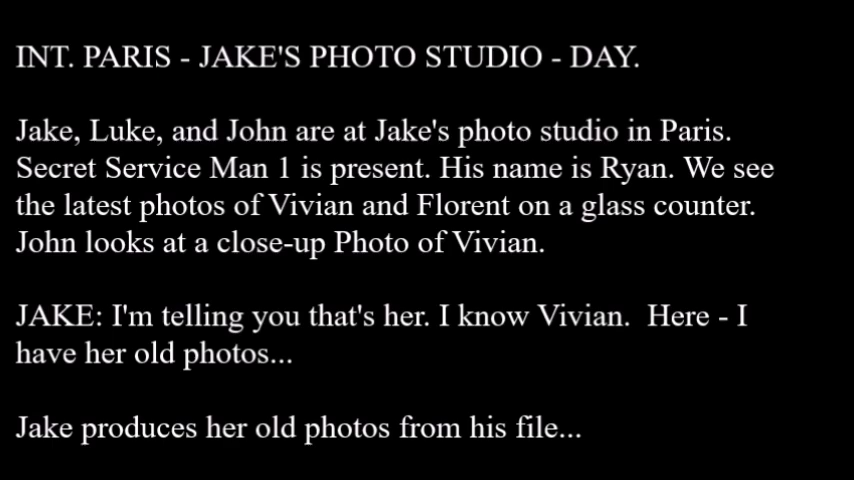 INT. PARIS - JAKE'S PHOTO STUDIO - DAY.
Jake, Luke, and John are at Jake's photo studio in Paris.
Secret Service Man 1 is present. His name is Ryan. We see
the latest photos of Vivian and Florent on a glass counter.
John looks at a close-up Photo of Vivian.
JAKE: I'm telling you that's her. I know Vivian.  Here - I
have her old photos...
Jake produces her old photos from his file...